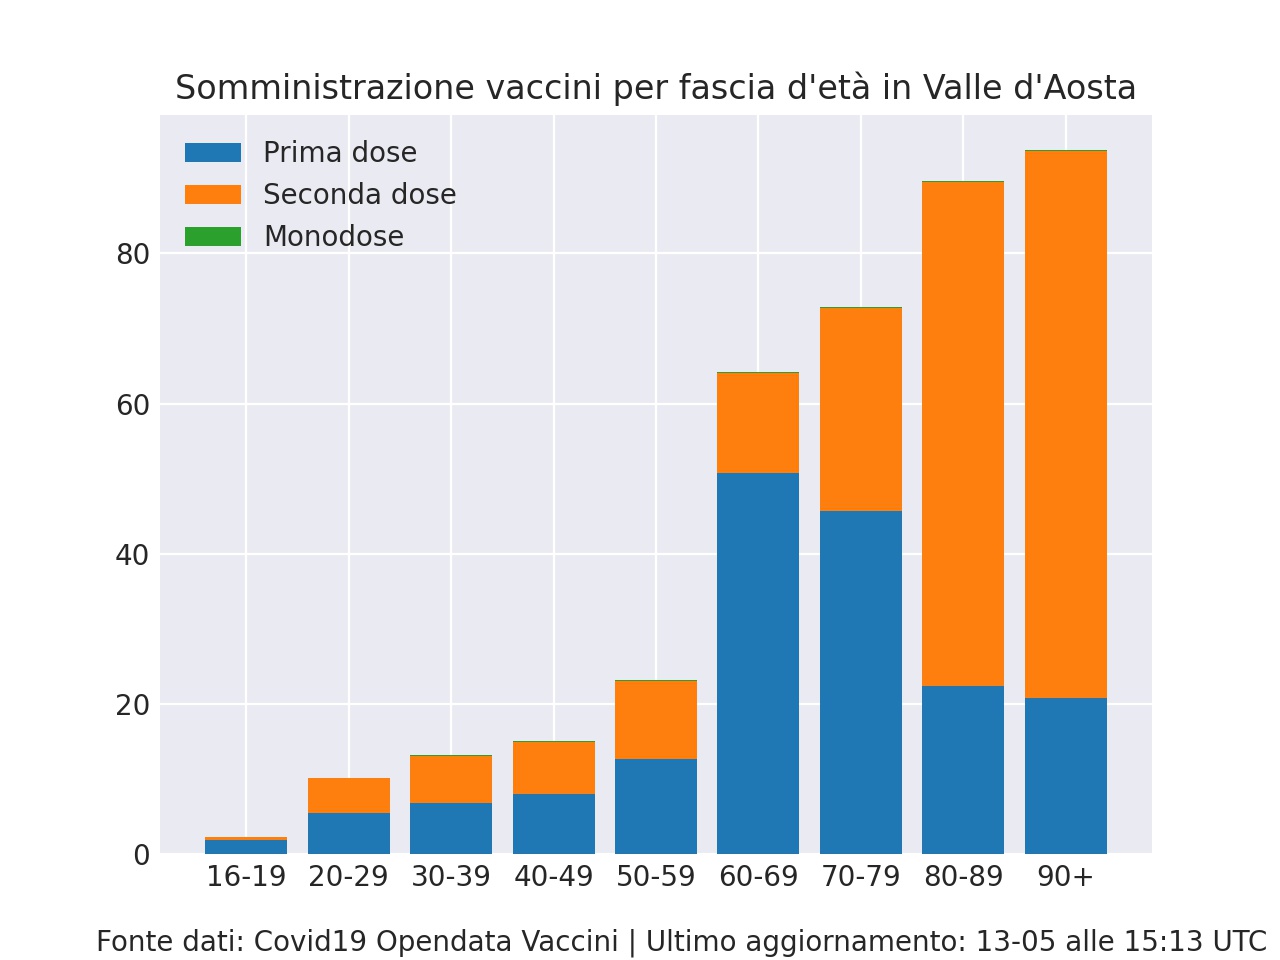 Somministrazione vaccini per fascia d'età in Valle d'Aosta
Prima dose
Seconda dose
Monodose
80
60
40
20
0
16-19 20-29 30-39 40-49 50-59 60-69 70-79 80-89 90+
Fonte dati: Covid19 Opendata Vaccini | Ultimo aggiornamento: 13-05 alle 15:13 UTC